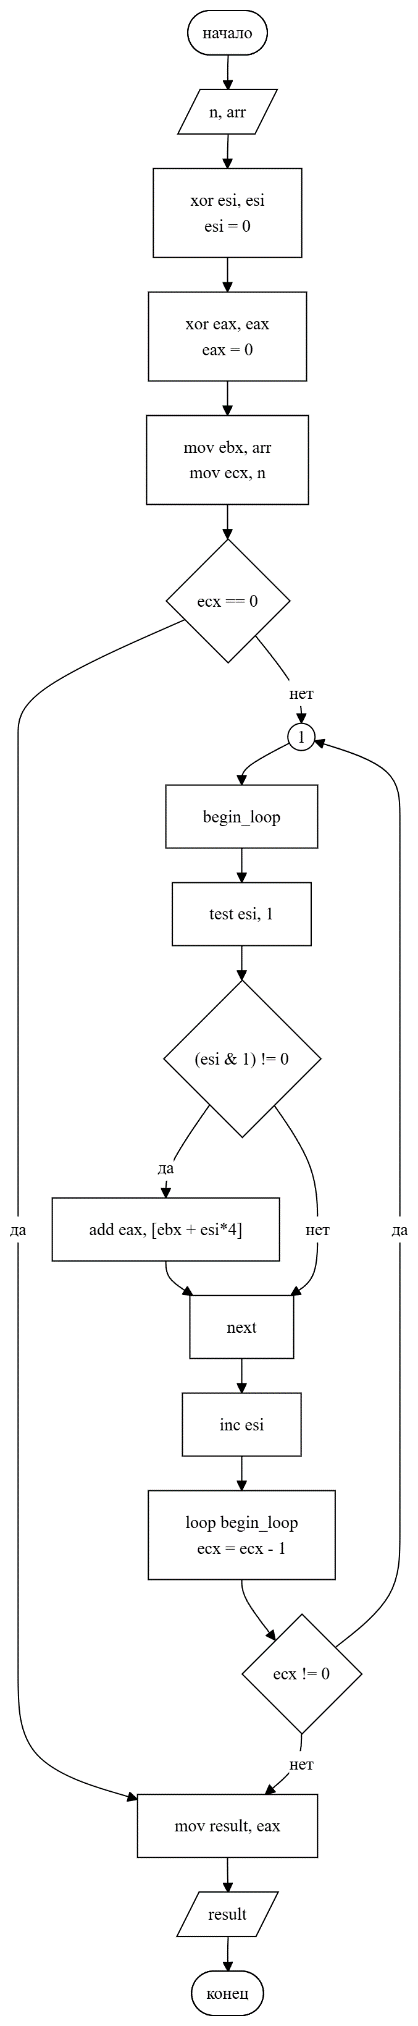 начало
n, arr
xor esi, esi
esi = 0
xor eax, eax
eax = 0
mov ebx, arr
mov ecx, n
ecx == 0
нет
1
begin_loop
test esi, 1
(esi & 1) != 0
да
add eax, [ebx + esi*4]
да
нет
да
next
inc esi
loop begin_loop
ecx = ecx - 1
ecx != 0
нет
mov result, eax
result
конец